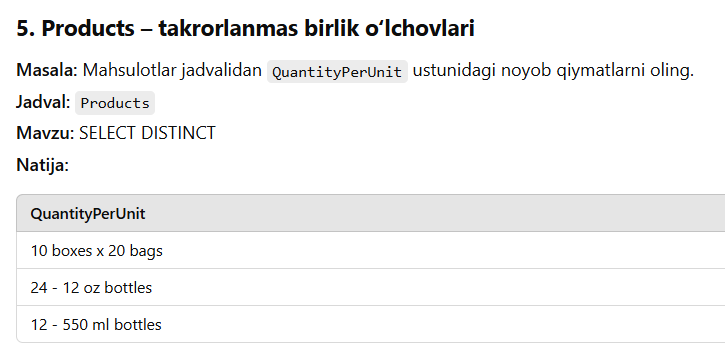 5. Products – takrorlanmas birlik o‘lchovlari
Masala: Mahsulotlar jadvalidan QuantityPerUnit ustunidagi noyob qiymatlarni oling.
Jadval: Products
Mavzu: SELECT DISTINCT
Natija:
QuantityPerUnit
10 boxes x 20 bags
24 - 12 oz bottles
12 - 550 ml bottles